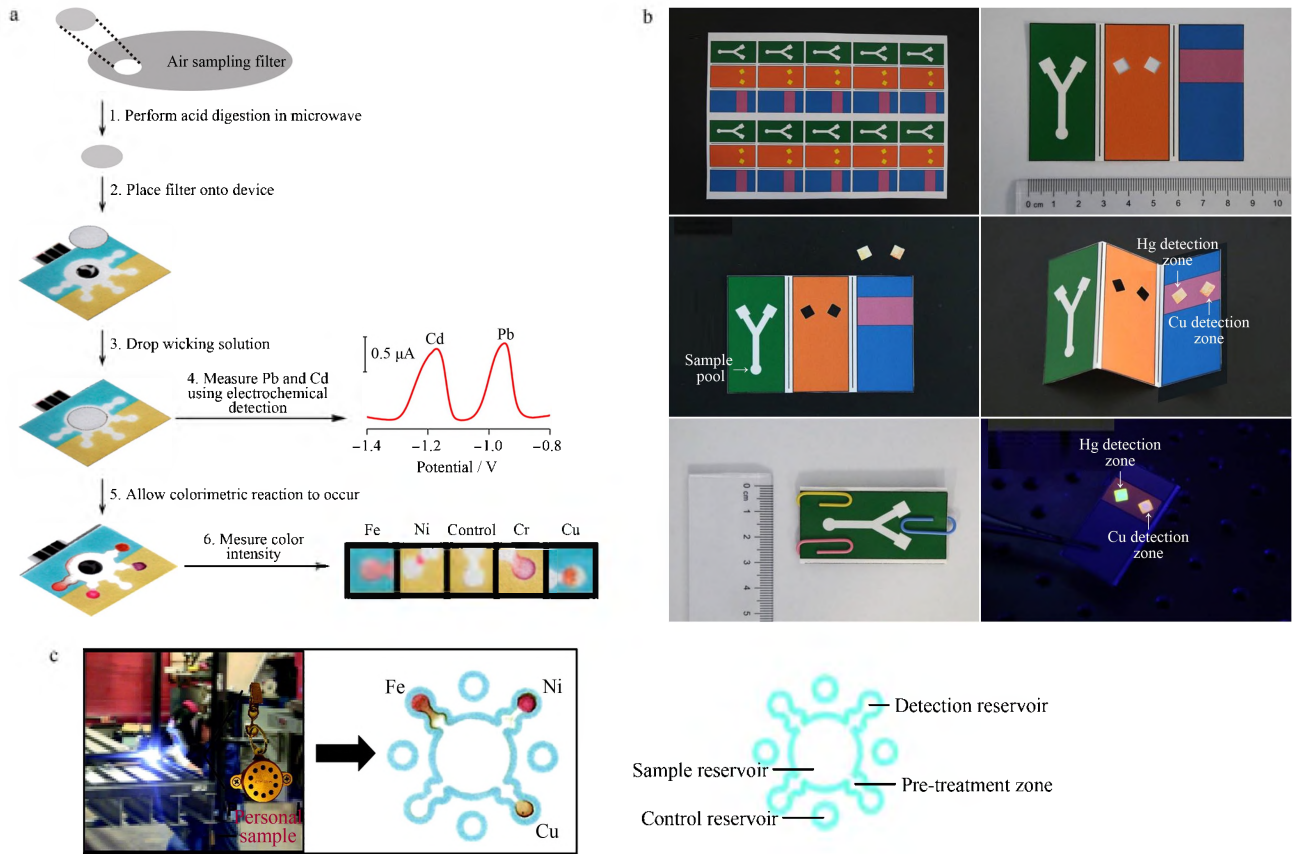 a
Air sampling filter
1. Perform acid digestion in microwave
2. Place filter onto device
3. Drop wicking solution
4. Measure Pb and Cd
using electrochemical
detection
0.5 μA
Cd
Pb
−1.4
−1.2
−1.0
−0.8
Potential / V
5. Allow colorimetric reaction to occur
6. Mesure color
intensity
Fe
Ni
Control
Cr
Cu
b
0 cm 1 2 3 4 5 6 7 8 9 10
Sample
pool
Hg detection
zone
Cu detection
zone
0 cm
1
2
3
4
5
Hg detection
zone
Cu detection
zone
c
Personal
sample
Fe
Ni
Cu
Detection reservoir
Sample reservoir
Pre-treatment zone
Control reservoir